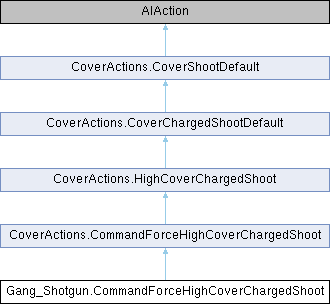 AIAction
CoverActions.CoverShootDefault
CoverActions.CoverChargedShootDefault
CoverActions.HighCoverChargedShoot
CoverActions.CommandForceHighCoverChargedShoot
Gang_Shotgun.CommandForceHighCoverChargedShoot